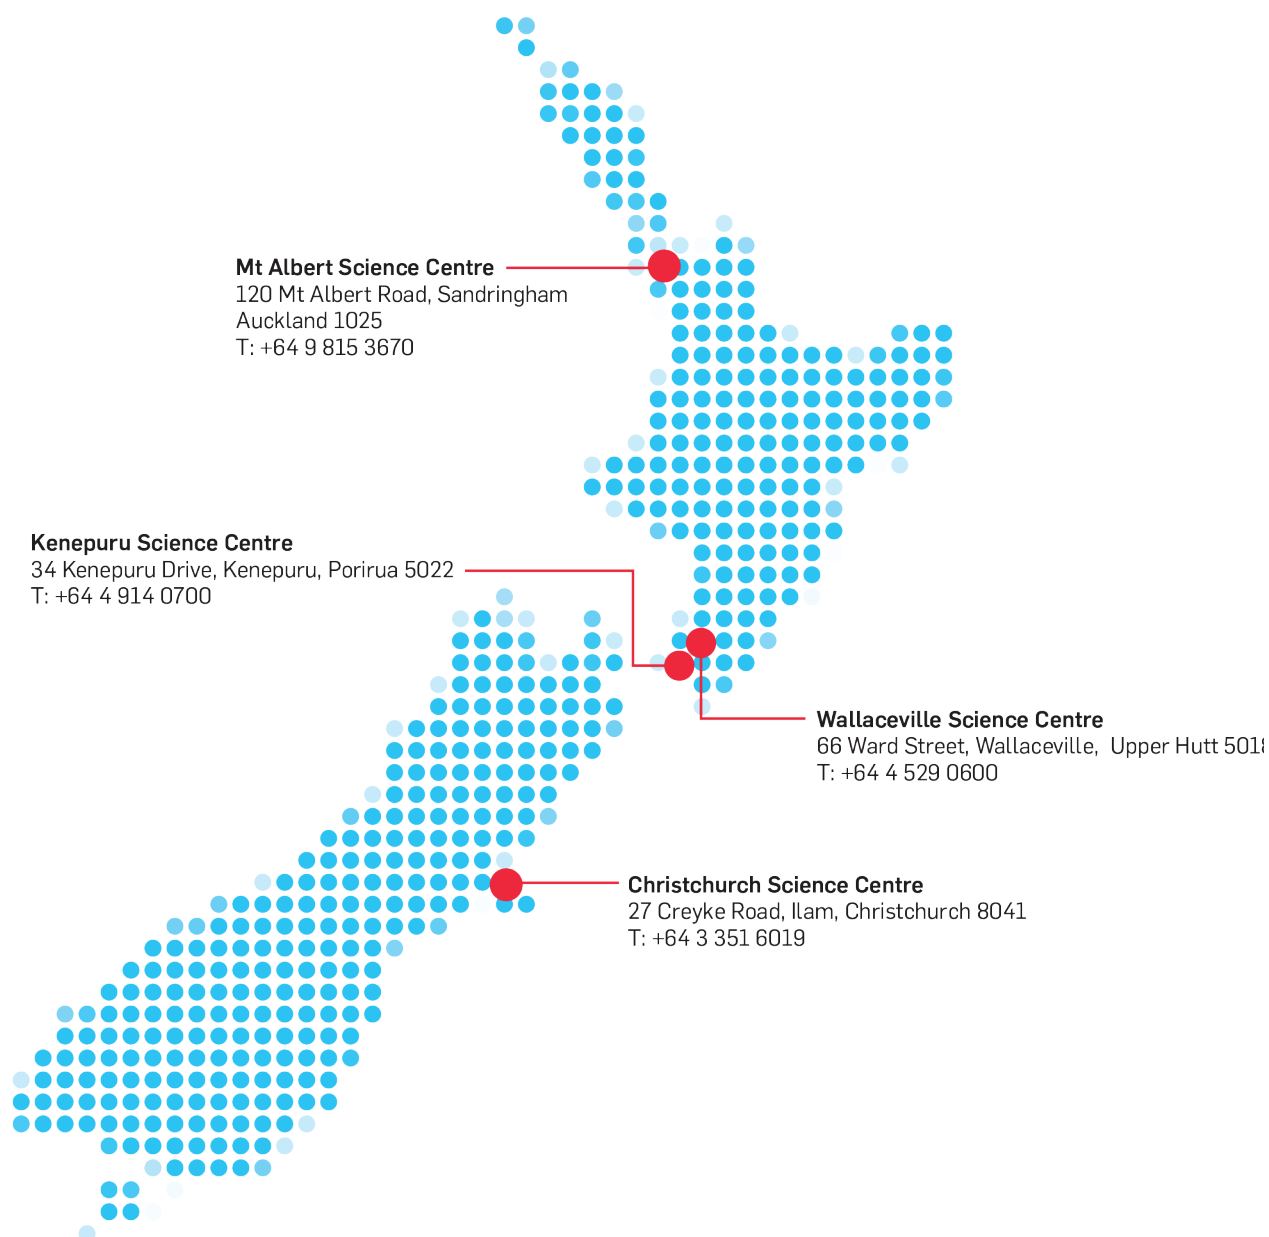 Mt Albert Science Centre
120 Mt Albert Road, Sandringham
Auckland 1025
T: +64 9 815 3670
Kenepuru Science Centre
34 Kenepuru Drive, Kenepuru, Porirua 5022
T: +64 4 914 0700
Wallaceville Science Centre
66 Ward Street, Wallaceville, Upper Hutt 5018
T: +64 4 529 0600
Christchurch Science Centre
27 Creyke Road, Ilam, Christchurch 8041
T: +64 3 351 6019